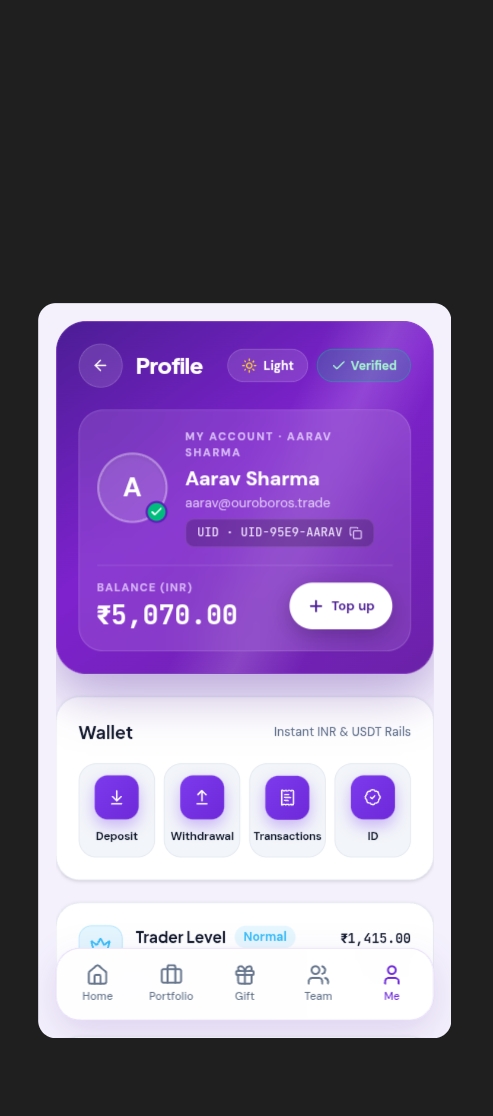 Profile
Light
Verified
MY ACCOUNT · AARAV
SHARMA
A
Aarav Sharma
aarav@ouroboros.trade
UID · UID-95E9-AARAV
BALANCE (INR)
₹5,070.00
Top up
Wallet
Instant INR & USDT Rails
Deposit
Withdrawal
Transactions
ID
Trader Level
Normal
₹1,415.00
Home
Portfolio
Gift
Team
Me